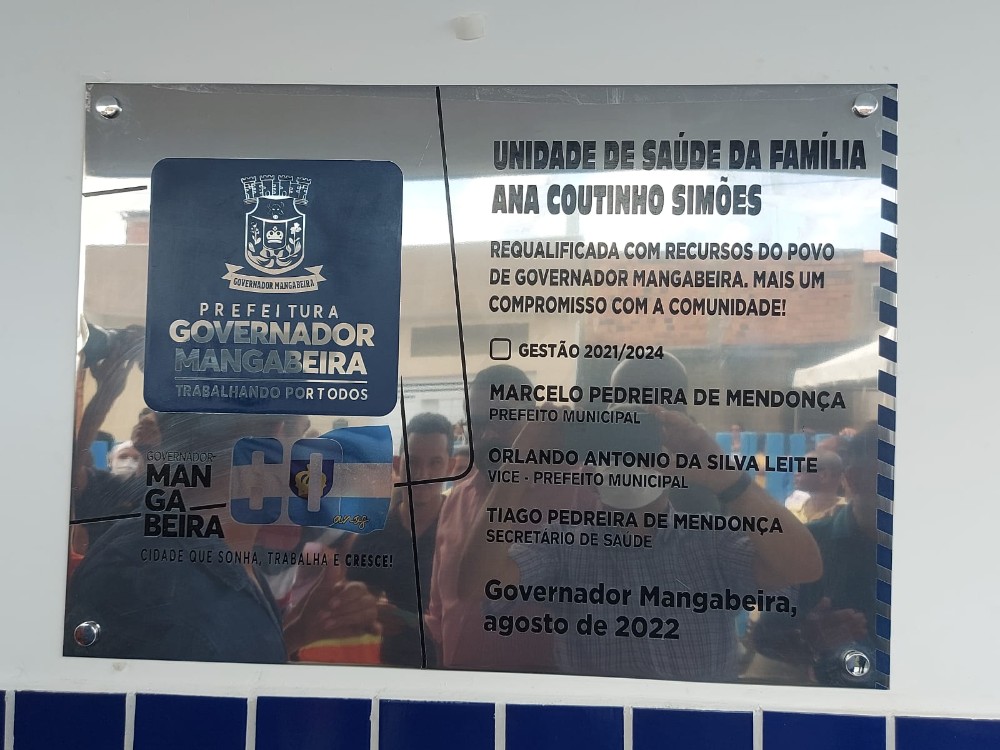 GOVERNADOR MANGABEIRA
PREFEITURA
GOVERNADOR
MANGABEIRA
TRABALHANDO POR TODOS
GOVERNADOR
MAN
GA
BEIRA
60
anos
CIDADE QUE SONHA, TRABALHA E CRESCE!
UNIDADE DE SAÚDE DA FAMÍLIA
ANA COUTINHO SIMÕES
REQUALIFICADA COM RECURSOS DO POVO
DE GOVERNADOR MANGABEIRA. MAIS UM
COMPROMISSO COM A COMUNIDADE!
GESTÃO 2021/2024
MARCELO PEDREIRA DE MENDONÇA
PREFEITO MUNICIPAL
ORLANDO ANTONIO DA SILVA LEITE
VICE - PREFEITO MUNICIPAL
TIAGO PEDREIRA DE MENDONÇA
SECRETÁRIO DE SAUDE
Governador Mangabeira,
agosto de 2022